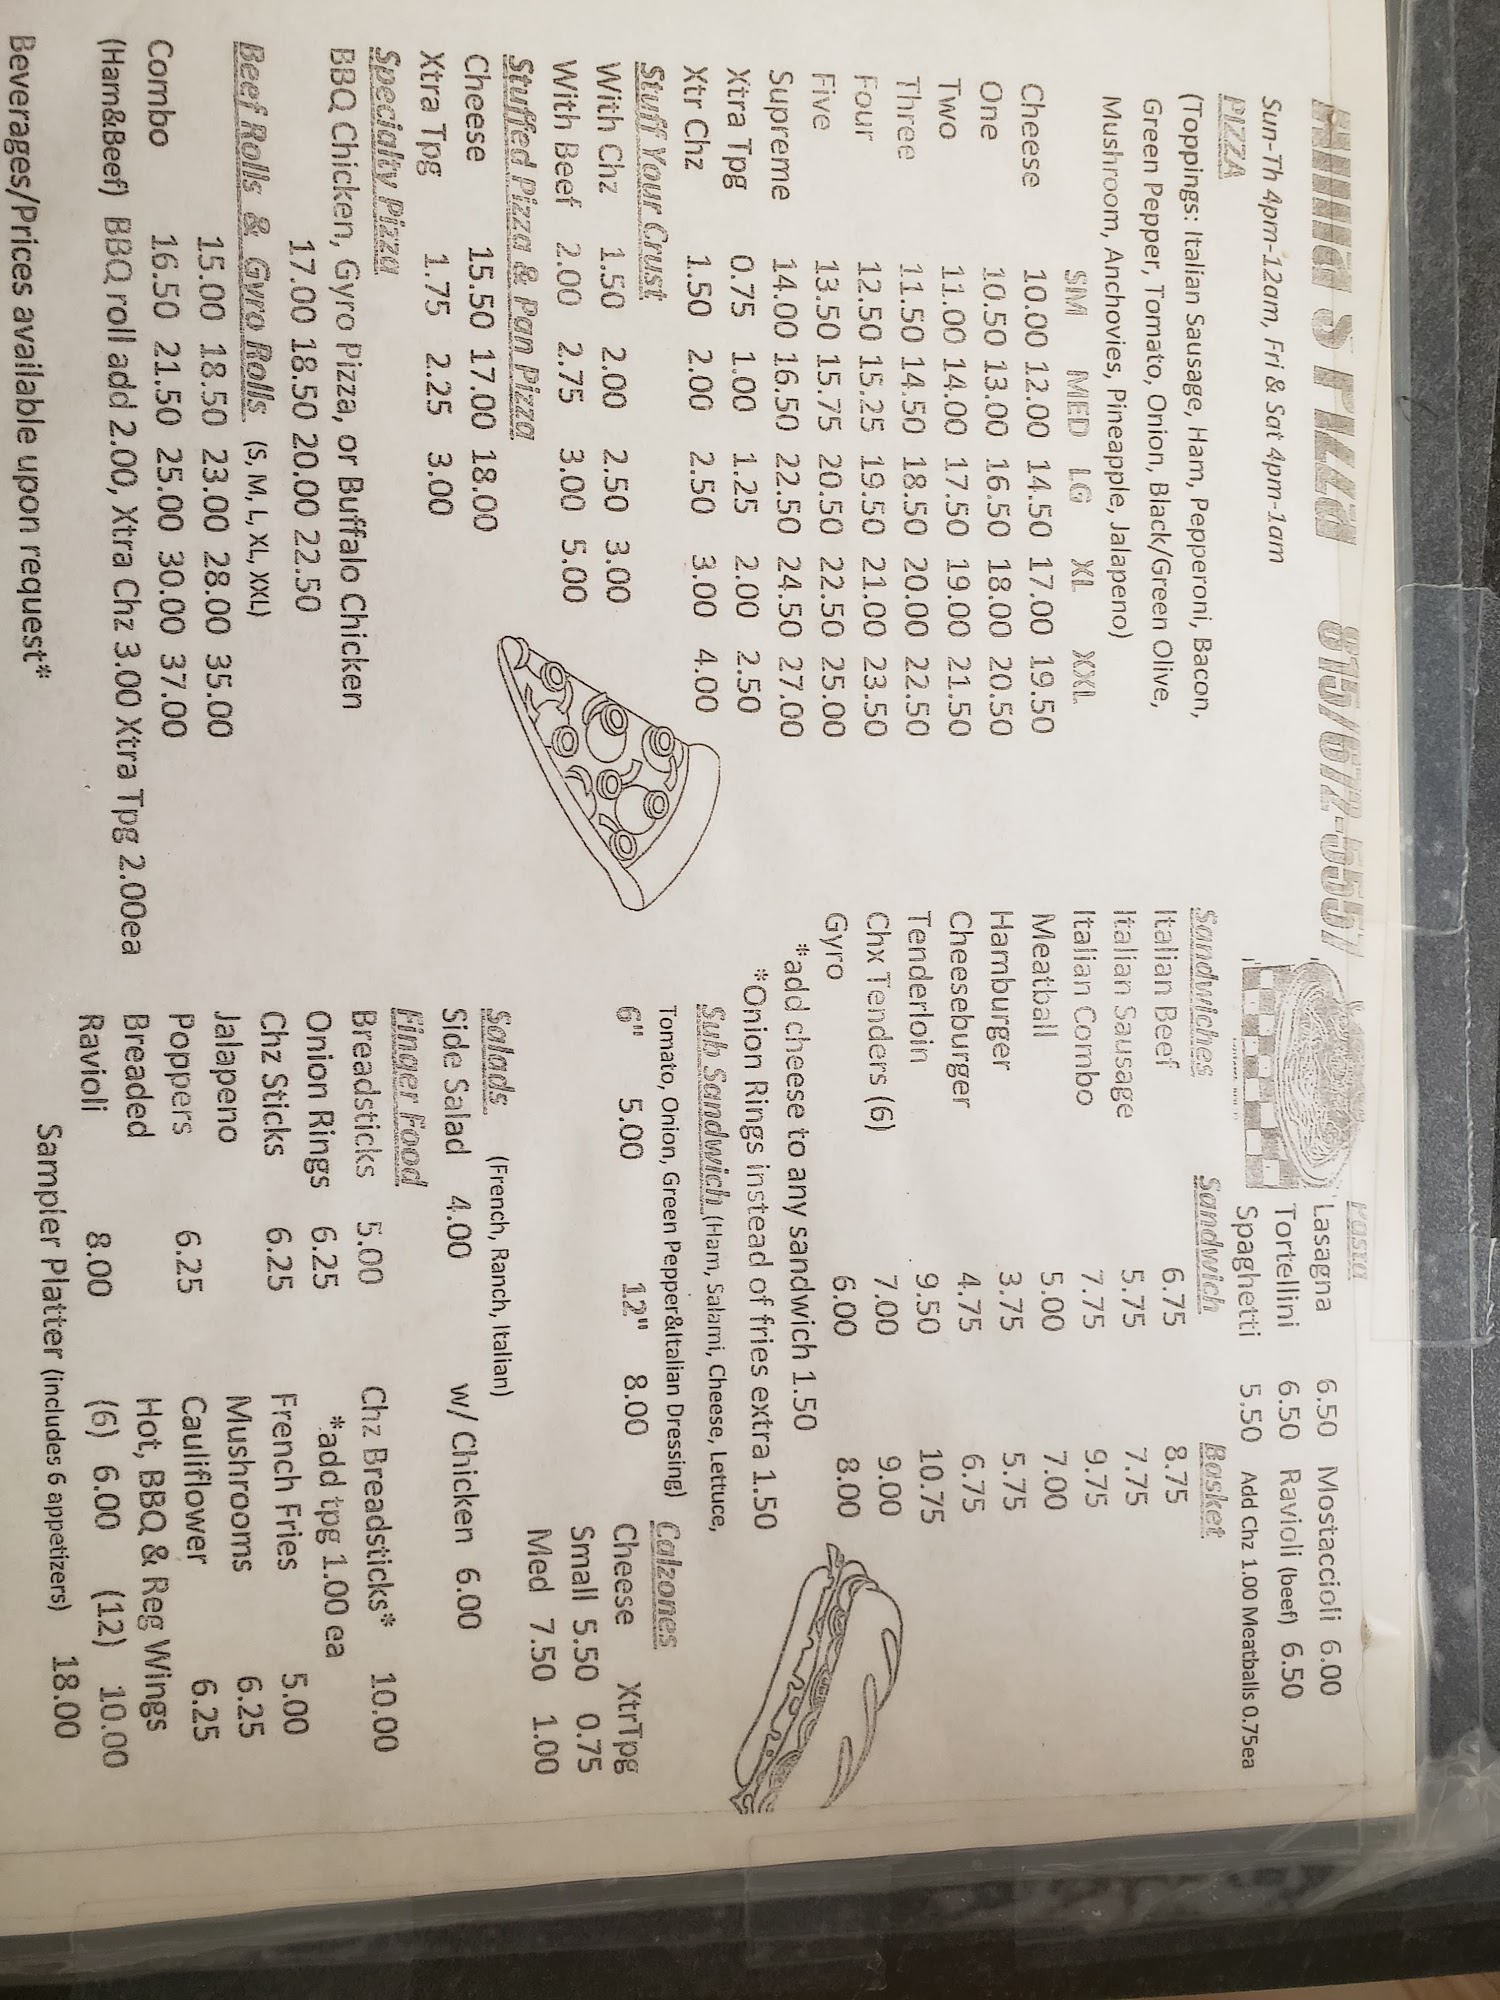 s Pizza 815/672-5557
Sun-Th 4pm-12am, Fri & Sat 4pm-1am
PIZZA
(Toppings: Italian Sausage, Ham, Pepperoni, Bacon,
Green Pepper, Tomato, Onion, Black/Green Olive,
Mushroom, Anchovies, Pineapple, Jalapeno)
SM MED LG XL XXL
Cheese 10.00 12.00 14.50 17.00 19.50
One 10.50 13.00 16.50 18.00 20.50
Two 11.00 14.00 17.50 19.00 21.50
Three 11.50 14.50 18.50 20.00 22.50
Four 12.50 15.25 19.50 21.00 23.50
Five 13.50 15.75 20.50 22.50 25.00
Supreme 14.00 16.50 22.50 24.50 27.00
Xtra Tpg 0.75 1.00 1.25 2.00 2.50
Xtr Chz 1.50 2.00 2.50 3.00 4.00
Stuff Your Crust
With Chz 1.50 2.00 2.50 3.00
With Beef 2.00 2.75 3.00 5.00
Stuffed Pizza & Pan Pizza
Cheese 15.50 17.00 18.00
Xtra Tpg 1.75 2.25 3.00
Specialty Pizza
BBQ Chicken, Gyro Pizza, or Buffalo Chicken
17.00 18.50 20.00 22.50
Beef Rolls & Gyro Rolls (S, M, L, XL, XXL)
15.00 18.50 23.00 28.00 35.00
Combo 16.50 21.50 25.00 30.00 37.00
(Ham&Beef) BBQ roll add 2.00, Xtra Chz 3.00 Xtra Tpg 2.00ea
Beverages/Prices available upon request*
Pasta
Lasagna 6.50 Mostaccioli 6.00
Tortellini 6.50 Ravioli (beef) 6.50
Spaghetti 5.50 Add Chz 1.00 Meatballs 0.75ea
Sandwiches Sandwich Basket
Italian Beef 6.75 8.75
Italian Sausage 5.75 7.75
Italian Combo 7.75 9.75
Meatball 5.00 7.00
Hamburger 3.75 5.75
Cheeseburger 4.75 6.75
Tenderloin 9.50 10.75
Chx Tenders (6) 7.00 9.00
Gyro 6.00 8.00
*add cheese to any sandwich 1.50
*Onion Rings instead of fries extra 1.50
Sub Sandwich (Ham, Salami, Cheese, Lettuce,
Tomato, Onion, Green Pepper&Italian Dressing)
6" 5.00 12" 8.00
Calzones
Cheese XtrTpg
Small 5.50 0.75
Med 7.50 1.00
Salads (French, Ranch, Italian)
Side Salad 4.00 w/ Chicken 6.00
Finger Food
Breadsticks 5.00 Chz Breadsticks* 10.00
Onion Rings 6.25 *add tpg 1.00 ea
Chz Sticks 6.25 French Fries 5.00
Jalapeno Mushrooms 6.25
Poppers 6.25 Cauliflower 6.25
Breaded Hot, BBQ & Reg Wings
Ravioli 8.00 (6) 6.00 (12) 10.00
Sampler Platter (includes 6 appetizers) 18.00